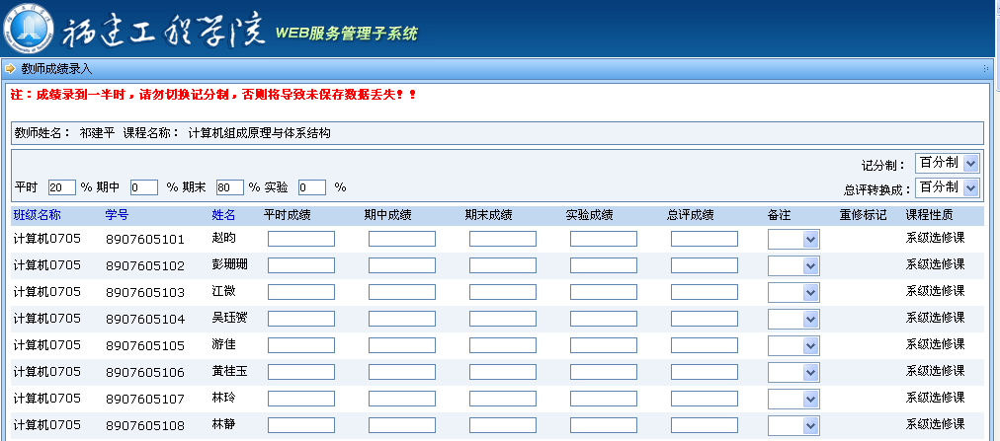 福建工程学院 WEB服务管理子系统
教师成绩录入
注：成绩录到一半时，请勿切换记分制，否则将导致未保存数据丢失！！
教师姓名： 祁建平 课程名称： 计算机组成原理与体系结构
记分制： 百分制
平时 20 % 期中 0 % 期末 80 % 实验 0 %
总评转换成： 百分制
班级名称 学号 姓名 平时成绩 期中成绩 期末成绩 实验成绩 总评成绩 备注 重修标记 课程性质
计算机0705 8907605101 赵昀 系级选修课
计算机0705 8907605102 彭珊珊 系级选修课
计算机0705 8907605103 江微 系级选修课
计算机0705 8907605104 吴珏赟 系级选修课
计算机0705 8907605105 游佳 系级选修课
计算机0705 8907605106 黄桂玉 系级选修课
计算机0705 8907605107 林玲 系级选修课
计算机0705 8907605108 林静 系级选修课